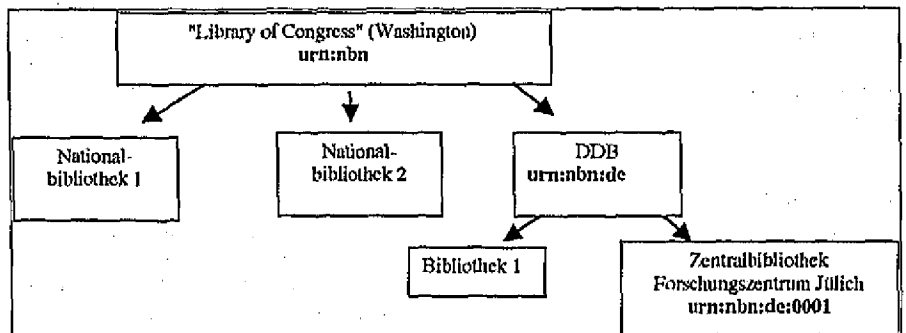 "Library of Congress" (Washington)
urn:nbn
National-
bibliothek 1
National-
bibliothek 2
DDB
urn:nbn:de
Bibliothek 1
Zentralbibliothek
Forschungszentrum Jülich
urn:nbn:de:0001